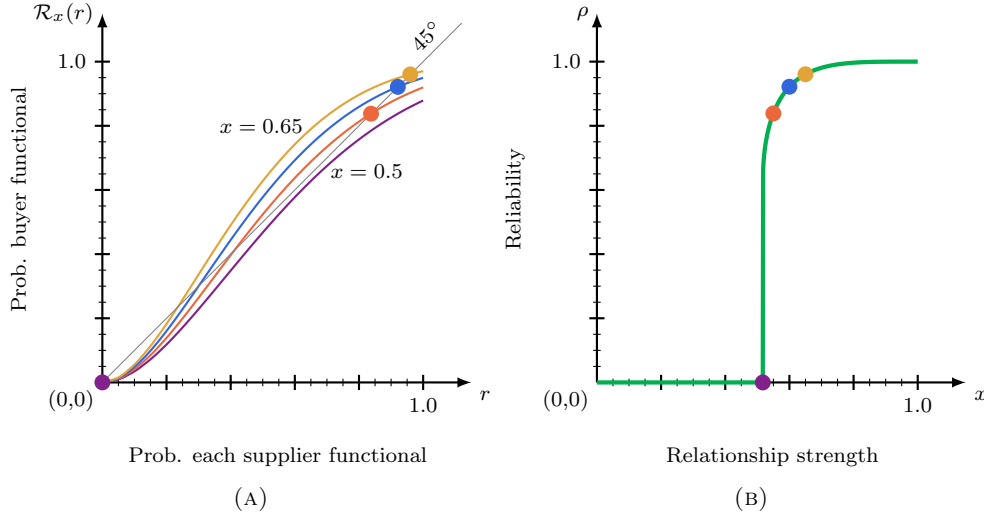 𝓡ₓ(r)
1.0
Prob. buyer functional
45°
x = 0.65
x = 0.5
(0,0)
1.0
r
Prob. each supplier functional
(A)
ρ
1.0
Reliability
(0,0)
1.0
x
Relationship strength
(B)